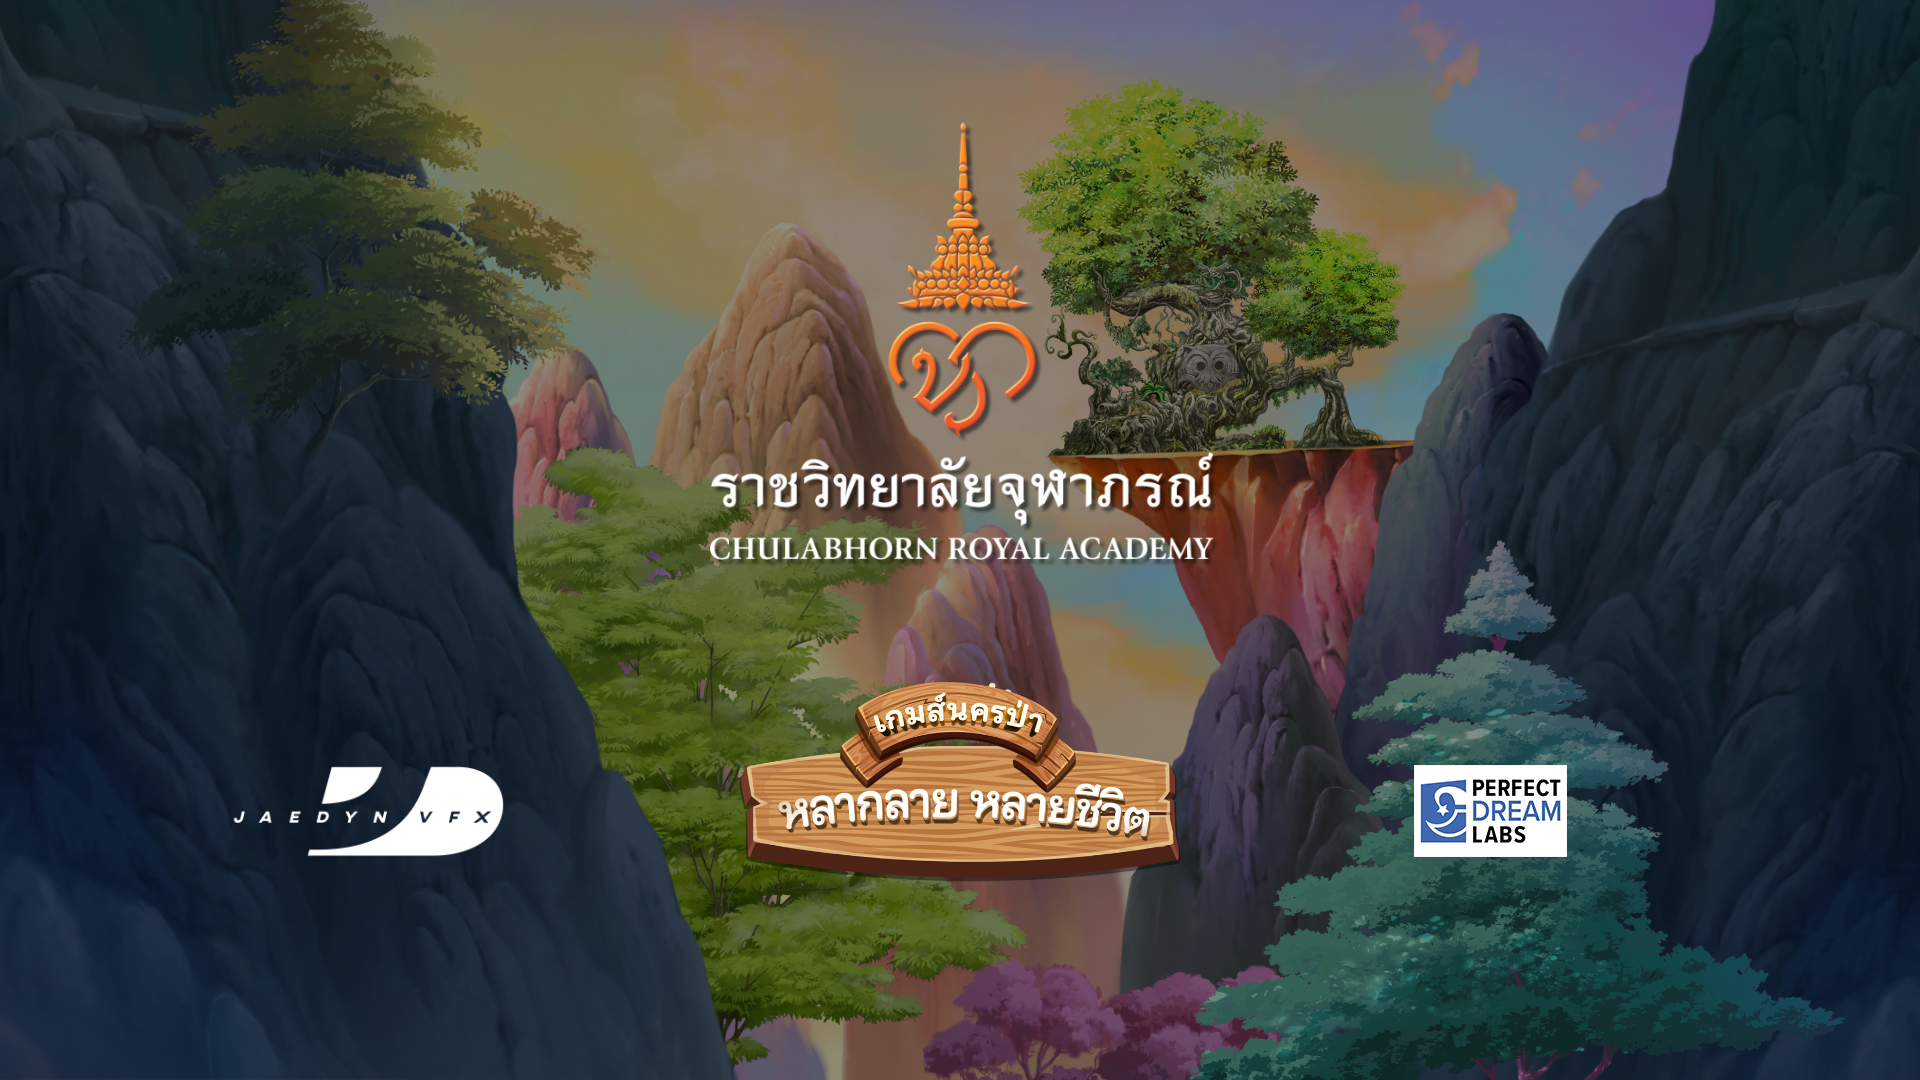 ราชวิทยาลัยจุฬาภรณ์
CHULABHORN ROYAL ACADEMY
เกมส์นครป่า
หลากลาย หลายชีวิต
JAEDYN VFX
PERFECT
DREAM
LABS